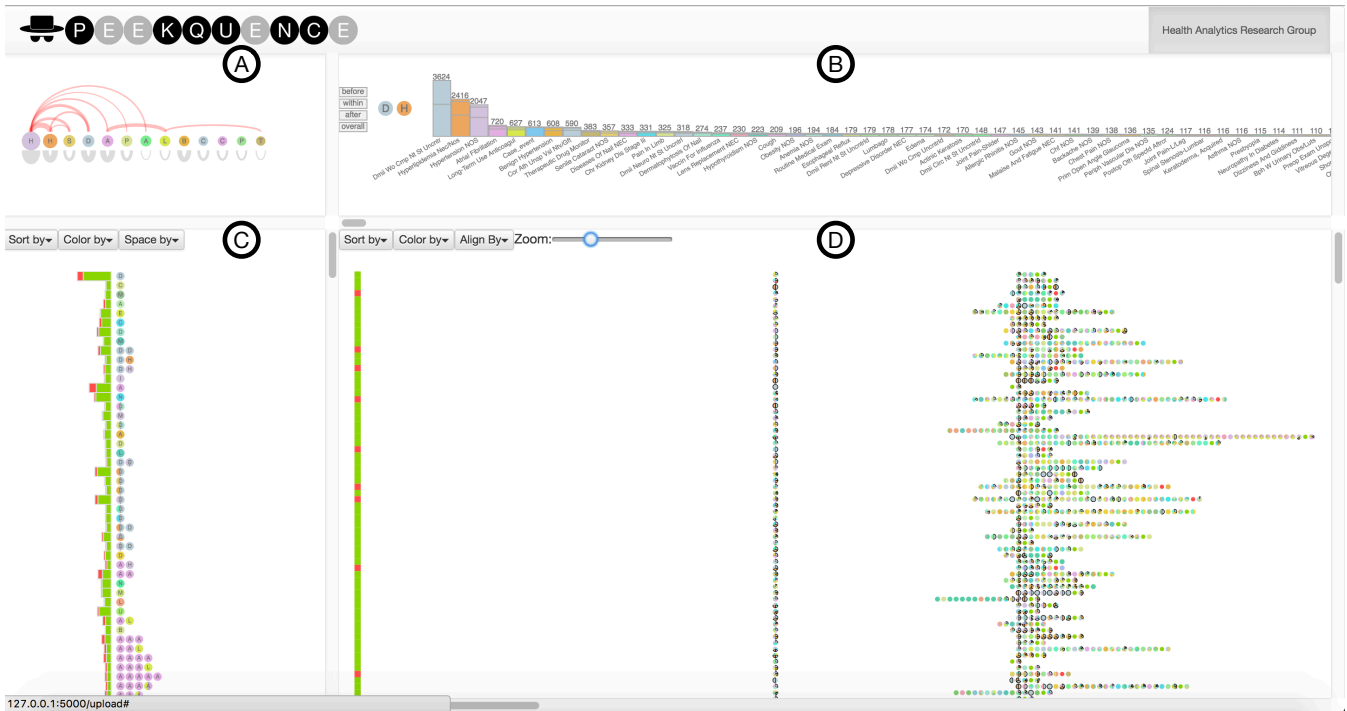 PEEKQUENCE
Health Analytics Research Group
A
B
before
within
after
overall
D H
3624
2416
2047
720 627 613 608 590 383 357 333 331 325 318 274 237 230 223 209 196 194 184 179 179 178 177 174 172 170 148 147 145 143 141 141 139 138 136 135 124 117 116 116 116 115 114 111 110
Dmii Wo Cmp Nt St Uncntr
Hyperlipidemia Nec/Nos
Hypertension NOS
Atrial Fibrillation
Long-Term Use Anticoagul
Cough event
Benign Hypertension
Cor Ath Unsp Vsl Ntv/Gft
Therapeutic Drug Monitor
Senile Cataract NOS
Diseases Of Nail NEC
Chr Kidney Dis Stage III
Pain In Limb
Dmii Neuro Nt St Uncntrl
Dermatophytosis Of Nail
Vaccin For Influenza
Lens Replacement NEC
Hypothyroidism NOS
Cough
Obesity NOS
Anemia NOS
Routine Medical Exam
Esophageal Reflux
Dmii Renl Nt St Uncntrld
Lumbago
Depressive Disorder NEC
Edema
Dmii Wo Cmp Uncntrld
Actinic Keratosis
Dmii Circ Nt St Uncntrld
Joint Pain-Shlder
Allergic Rhinitis NOS
Gout NOS
Malaise And Fatigue NEC
Chf NOS
Backache NOS
Chest Pain NOS
Prim Open Angle Glaucoma
Periph Vascular Dis NOS
Postop Oth Specfd Aftrcr
Joint Pain-L/Leg
Spinal Stenosis-Lumbar
Keratoderma, Acquired
Asthma NOS
Presbyopia
Neuropathy In Diabetes
Dizziness And Giddiness
Bph W Urinary Obs/Luts
H H S D A P A L B C C P T
Sort by Color by Space by
C
Sort by Color by Align By Zoom:
D
D
C
M
A
E
C
D
M
D D
D H
D H
I
A
N
A H
A A
N
M
L
U
A L
B
A A A
A A L
A A A A
A A A L
A A A A A
A A A A
127.0.0.1:5000/upload#